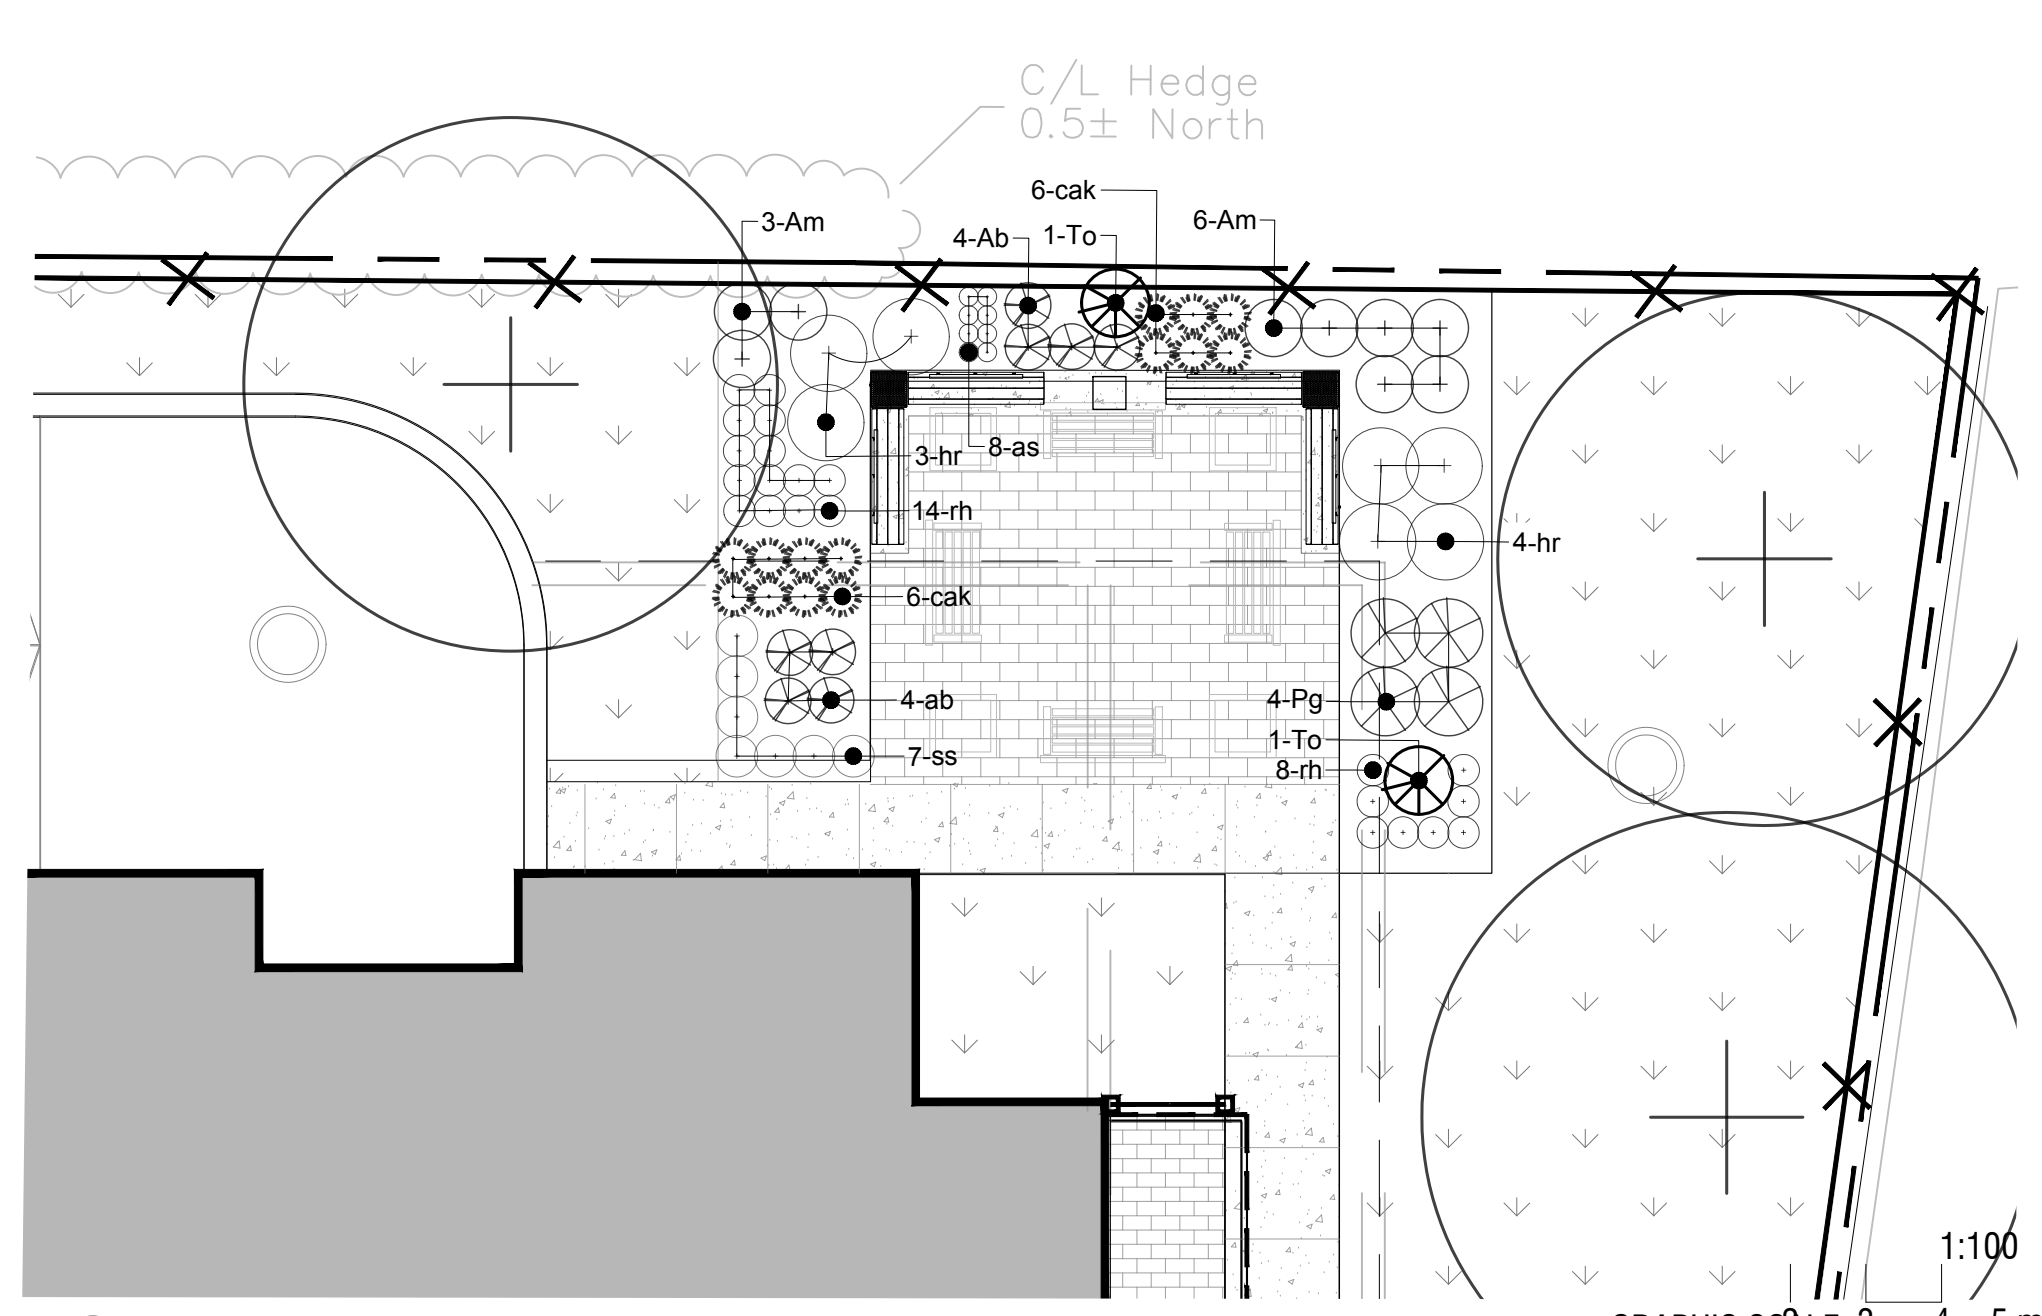 C/L Hedge
0.5± North
6-cak
3-Am
6-Am
4-Ab
1-To
3-hr
8-as
14-rh
4-hr
6-cak
4-ab
4-Pg
1-To
7-ss
8-rh
1:100